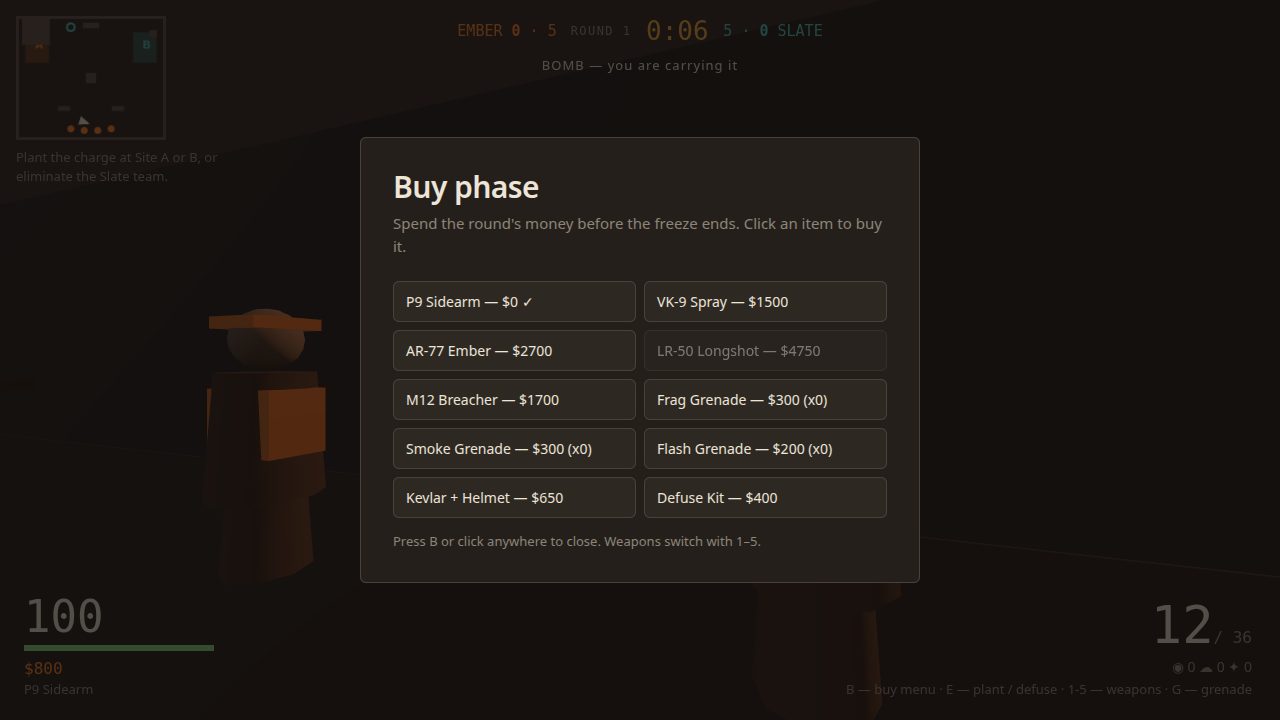 EMBER 0 · 5 ROUND 1 0:06 5 · 0 SLATE
BOMB — you are carrying it
A
B
Plant the charge at Site A or B, or
eliminate the Slate team.
Buy phase
Spend the round's money before the freeze ends. Click an item to buy
it.
P9 Sidearm — $0 ✓
VK-9 Spray — $1500
AR-77 Ember — $2700
LR-50 Longshot — $4750
M12 Breacher — $1700
Frag Grenade — $300 (x0)
Smoke Grenade — $300 (x0)
Flash Grenade — $200 (x0)
Kevlar + Helmet — $650
Defuse Kit — $400
Press B or click anywhere to close. Weapons switch with 1–5.
100
$800
P9 Sidearm
12 / 36
◉ 0 ☁ 0 ✦ 0
B — buy menu · E — plant / defuse · 1-5 — weapons · G — grenade